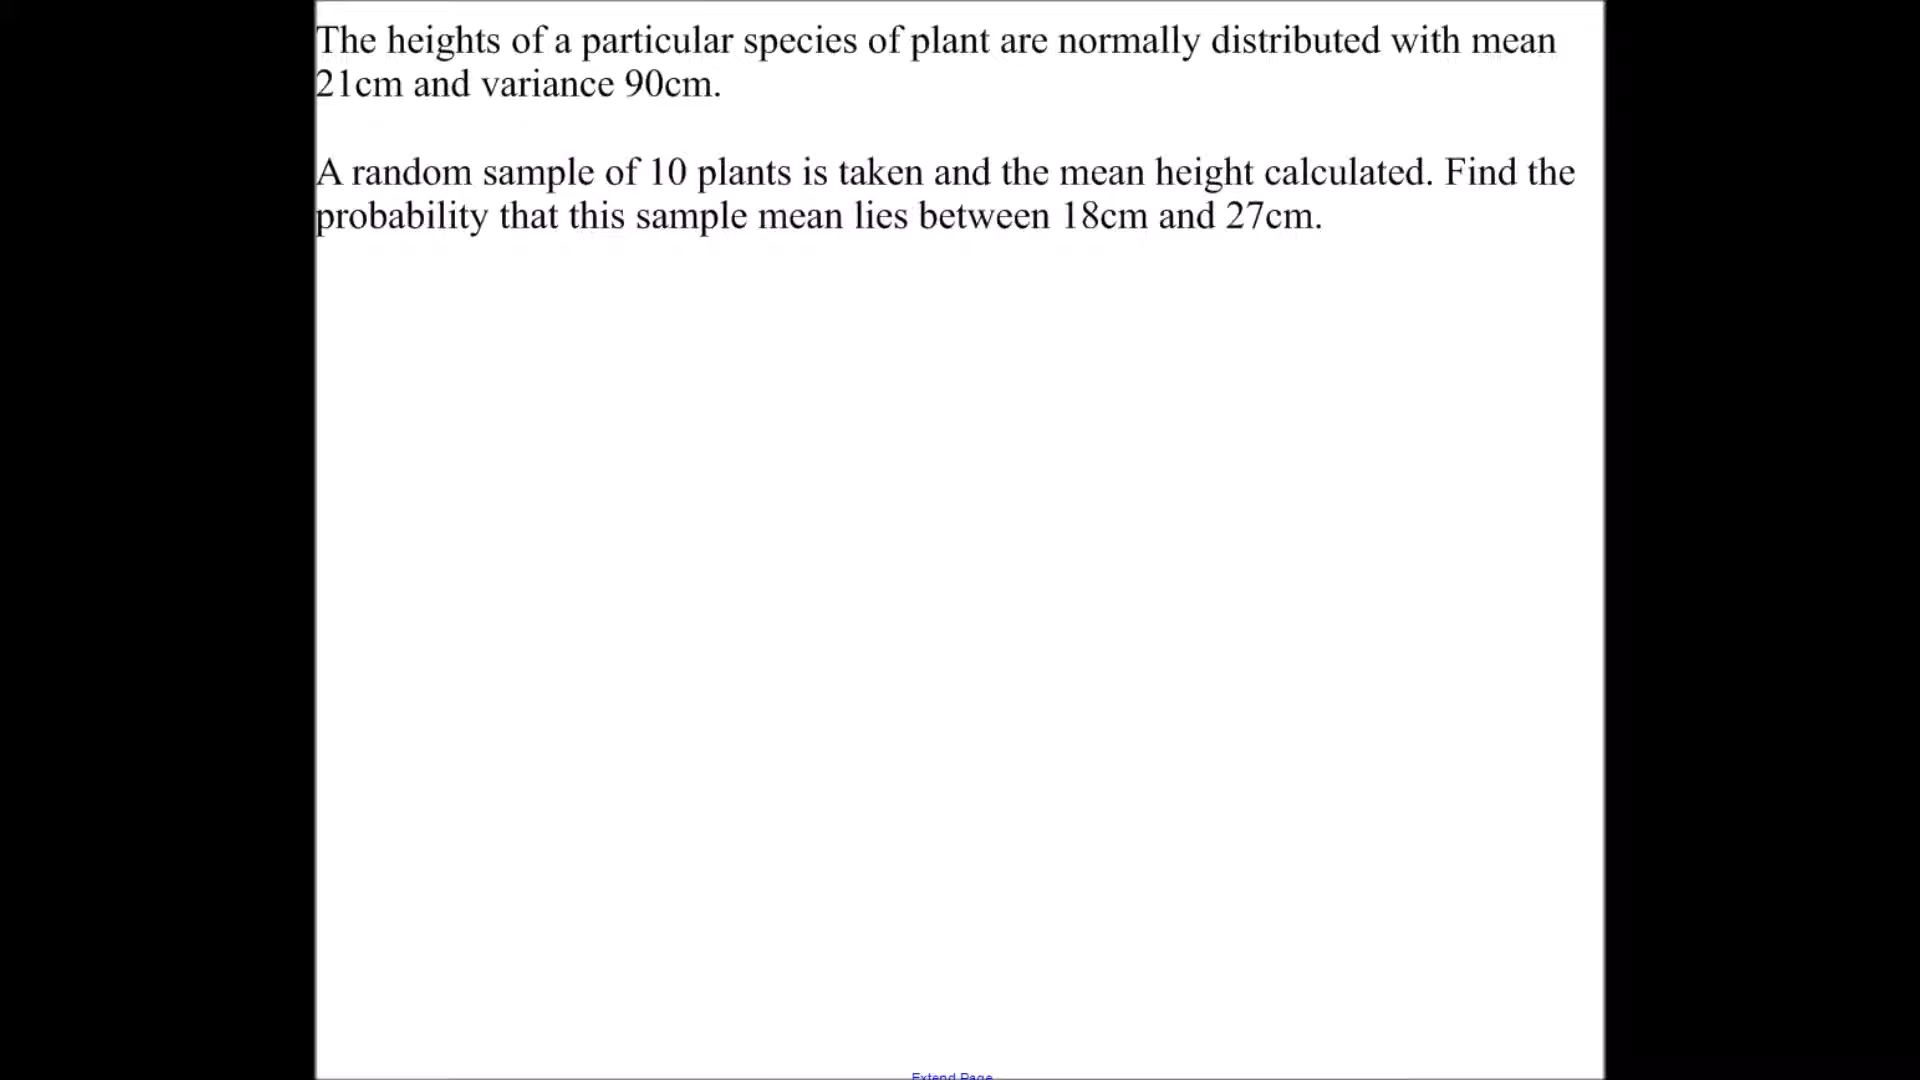 The heights of a particular species of plant are normally distributed with mean
21cm and variance 90cm.
A random sample of 10 plants is taken and the mean height calculated. Find the
probability that this sample mean lies between 18cm and 27cm.
Extend Page